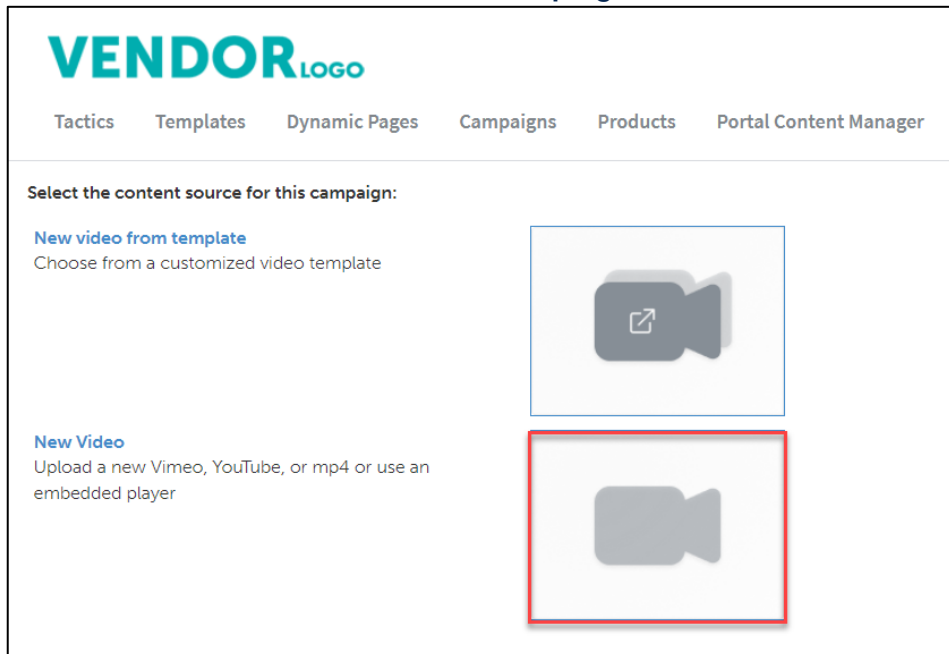 VENDOR LOGO
Tactics Templates Dynamic Pages Campaigns Products Portal Content Manager
Select the content source for this campaign:
New video from template
Choose from a customized video template
New Video
Upload a new Vimeo, YouTube, or mp4 or use an
embedded player